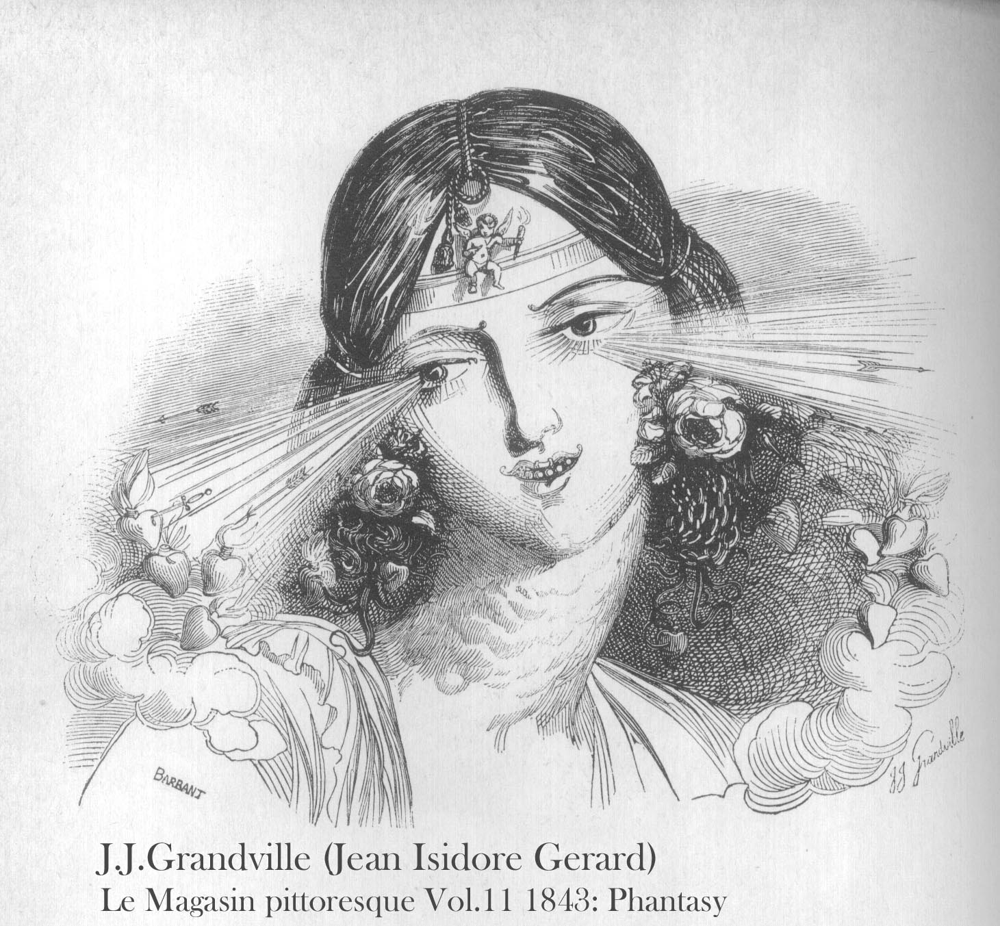 BARBANT
JJ Grandville
J.J.Grandville (Jean Isidore Gerard)
Le Magasin pittoresque Vol.11 1843: Phantasy